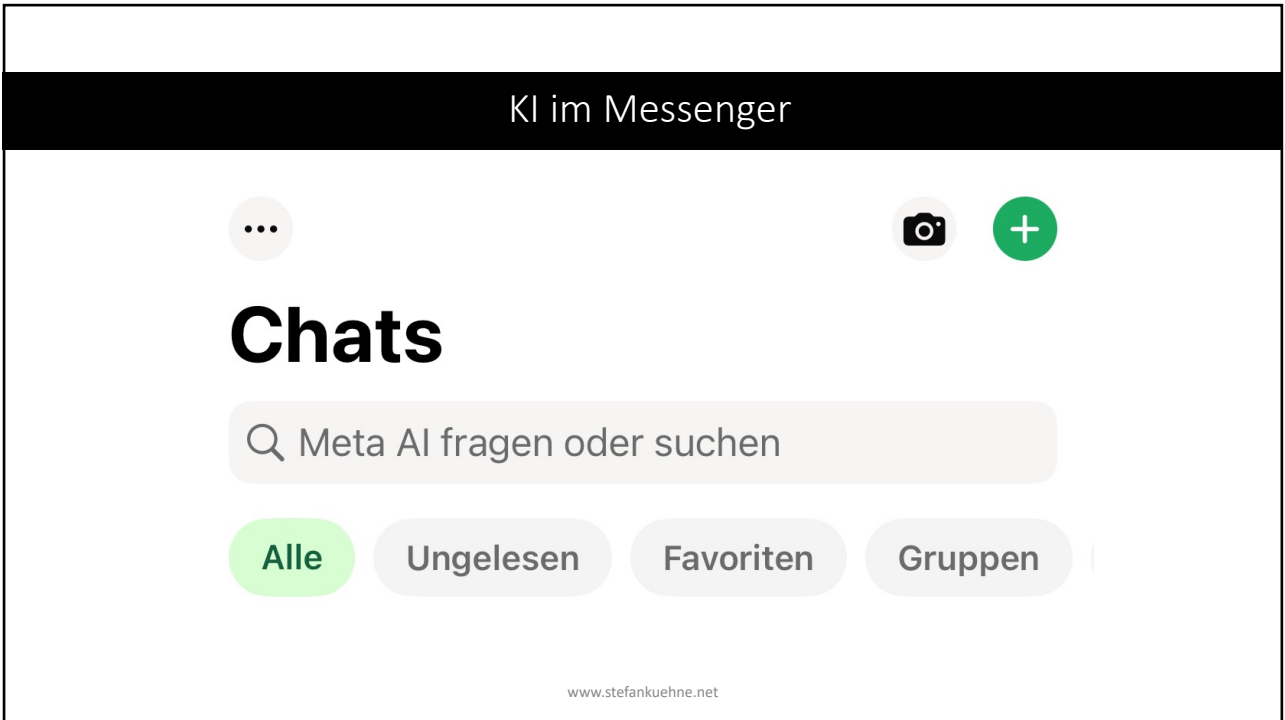 KI im Messenger
Chats
Meta AI fragen oder suchen
Alle Ungelesen Favoriten Gruppen
www.stefankuehne.net